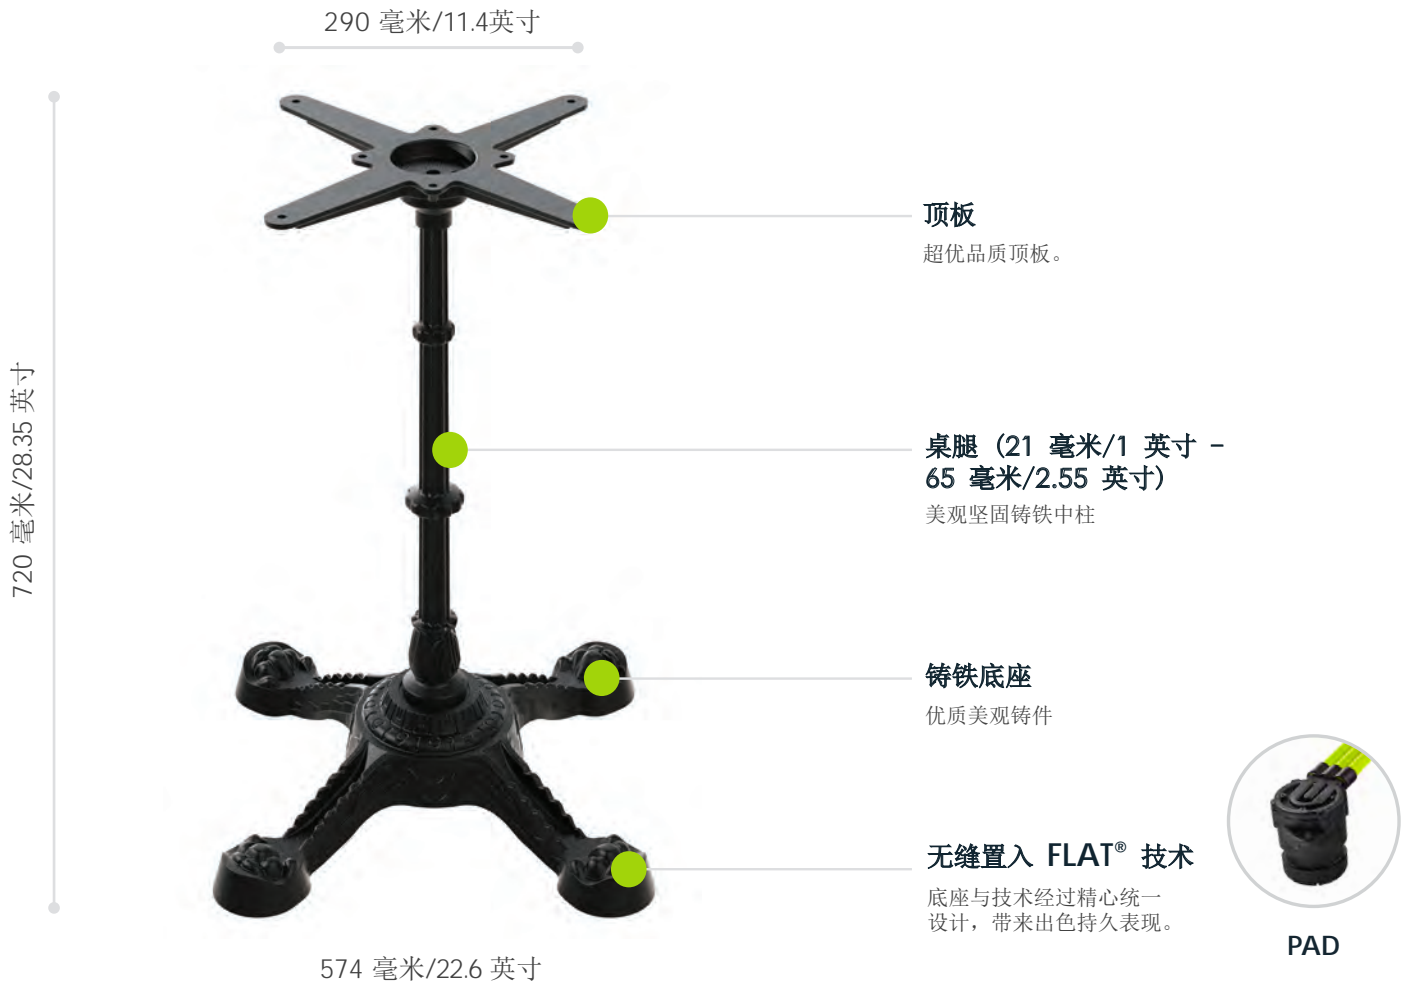 290 毫米/11.4英寸
720 毫米/28.35 英寸
顶板
超优品质顶板。
桌腿 (21 毫米/1 英寸 -
65 毫米/2.55 英寸)
美观坚固铸铁中柱
铸铁底座
优质美观铸件
无缝置入 FLAT® 技术
底座与技术经过精心统一
设计，带来出色持久表现。
PAD
574 毫米/22.6 英寸